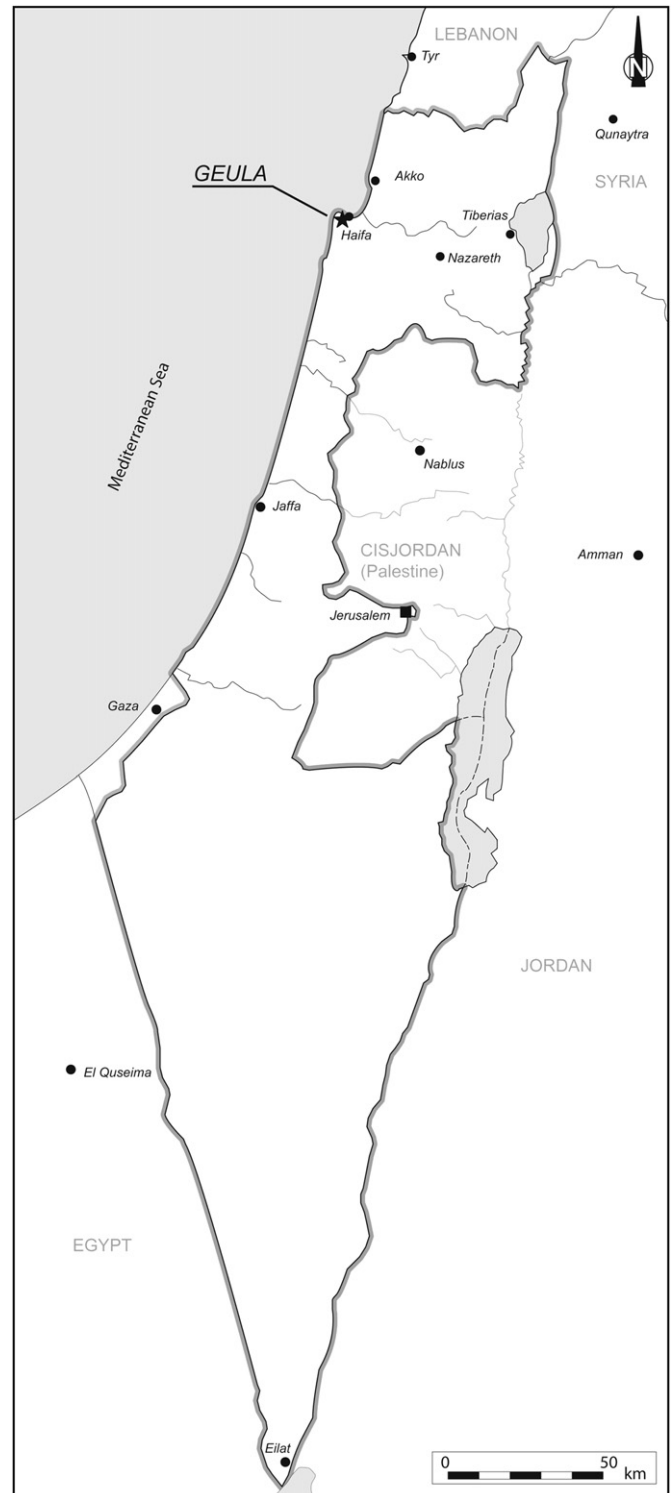 LEBANON
Tyr
N
Qunaytra
SYRIA
GEULA
Akko
Haifa
Tiberias
Nazareth
Mediterranean Sea
Nablus
Jaffa
CISJORDAN
(Palestine)
Amman
Jerusalem
Gaza
JORDAN
El Quseima
EGYPT
Eilat
0 50
km